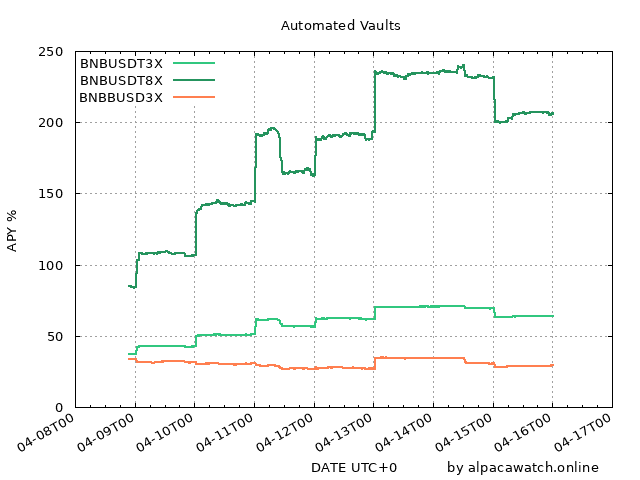 Automated Vaults
BNBUSDT3X
BNBUSDT8X
BNBBUSD3X
APY %
250
200
150
100
50
0
04-08T00
04-09T00
04-10T00
04-11T00
04-12T00
04-13T00
04-14T00
04-15T00
04-16T00
04-17T00
DATE UTC+0
by alpacawatch.online